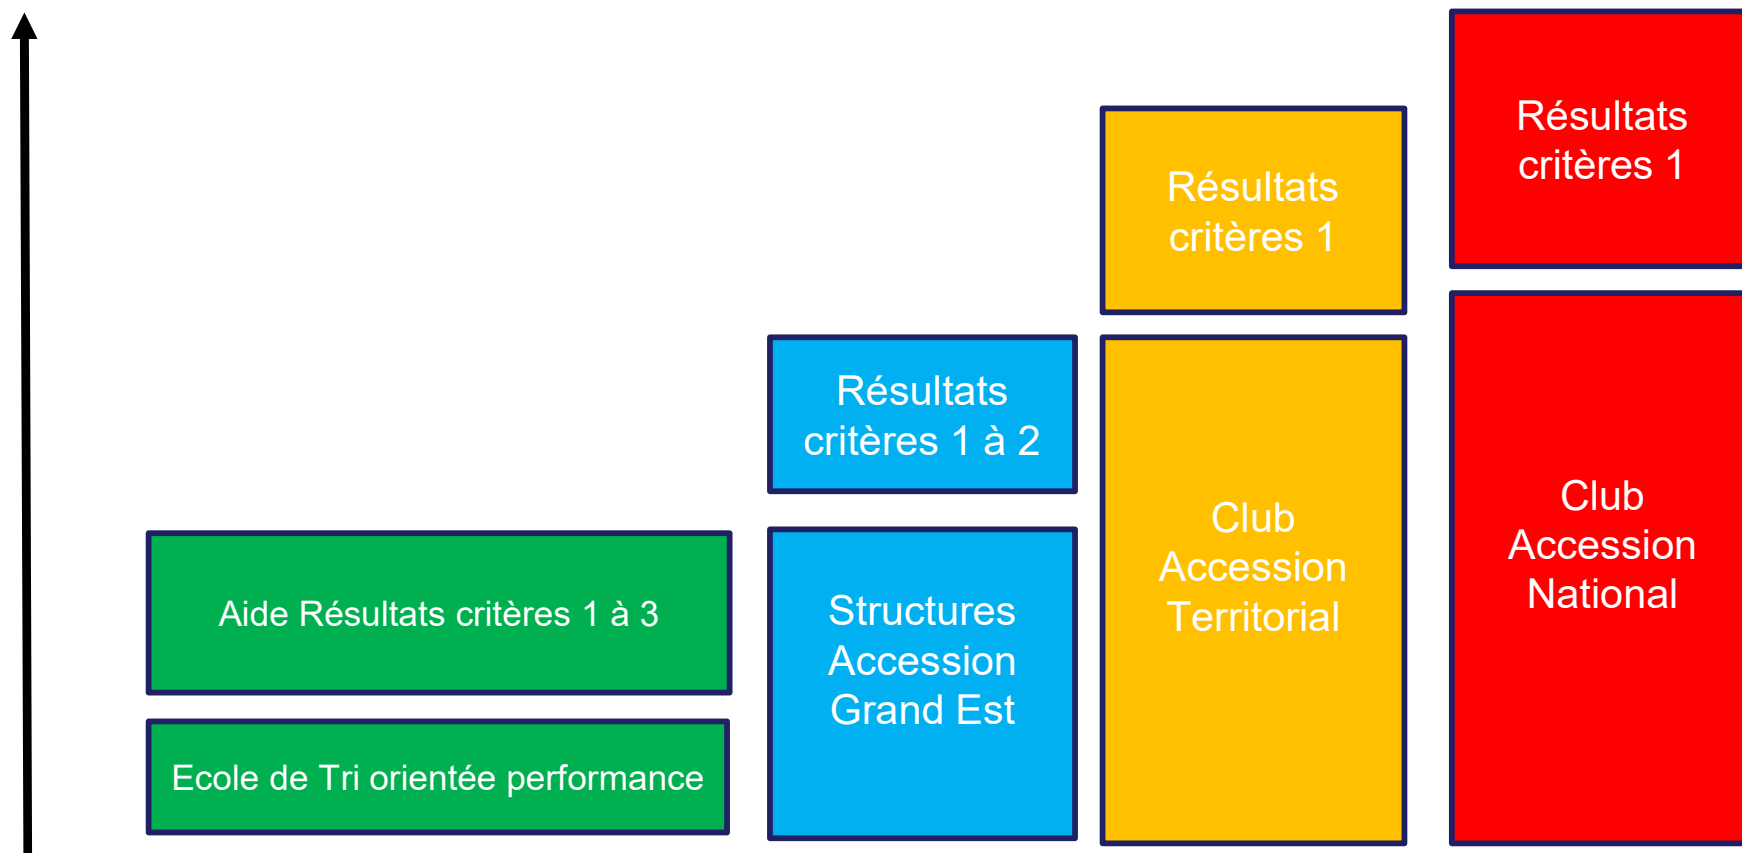 Aide Résultats critères 1 à 3
Ecole de Tri orientée performance
Résultats
critères 1 à 2
Structures
Accession
Grand Est
Résultats
critères 1
Club
Accession
Territorial
Résultats
critères 1
Club
Accession
National